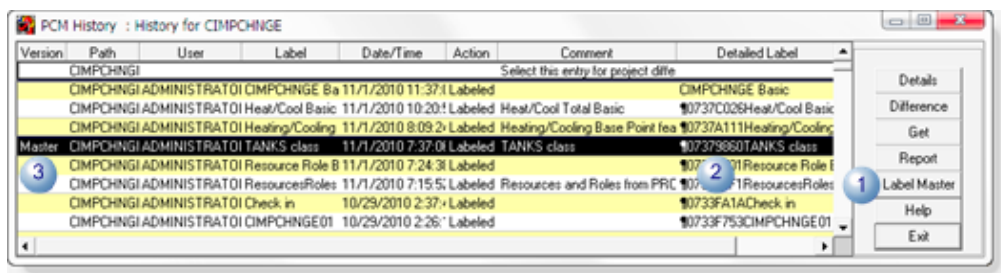 PCM History : History for CIMPCHNGE
Version Path User Label Date/Time Action Comment Detailed Label
CIMPCHNGI Select this entry for project diffe
CIMPCHNGI ADMINISTRATOI CIMPCHNGE Ba 11/1/2010 11:37:( Labeled CIMPCHNGE Basic
CIMPCHNGI ADMINISTRATOI Heat/Cool Basic 11/1/2010 10:20: Labeled Heat/Cool Total Basic ¶0737C026Heat/Cool Basic
CIMPCHNGI ADMINISTRATOI Heating/Cooling 11/1/2010 8:09:2 Labeled Heating/Cooling Base Point fea ¶0737A111Heating/Cooling
Master CIMPCHNGI ADMINISTRATOI TANKS class 11/1/2010 7:37:0 Labeled TANKS class ¶07379860TANKS class
CIMPCHNGI ADMINISTRATOI Resource Role B 11/1/2010 7:24:3 Labeled 01Resource Role B
CIMPCHNGI ADMINISTRATOI ResourcesRoles 11/1/2010 7:15:5 Labeled Resources and Roles from PRC F1ResourcesRoles
CIMPCHNGI ADMINISTRATOI Check in 10/29/2010 2:37: Labeled ¶0733FA1ACheck in
CIMPCHNGI ADMINISTRATOI CIMPCHNGE01 10/29/2010 2:26: Labeled ¶0733F753CIMPCHNGE01
3
2
1
Details
Difference
Get
Report
Label Master
Help
Exit